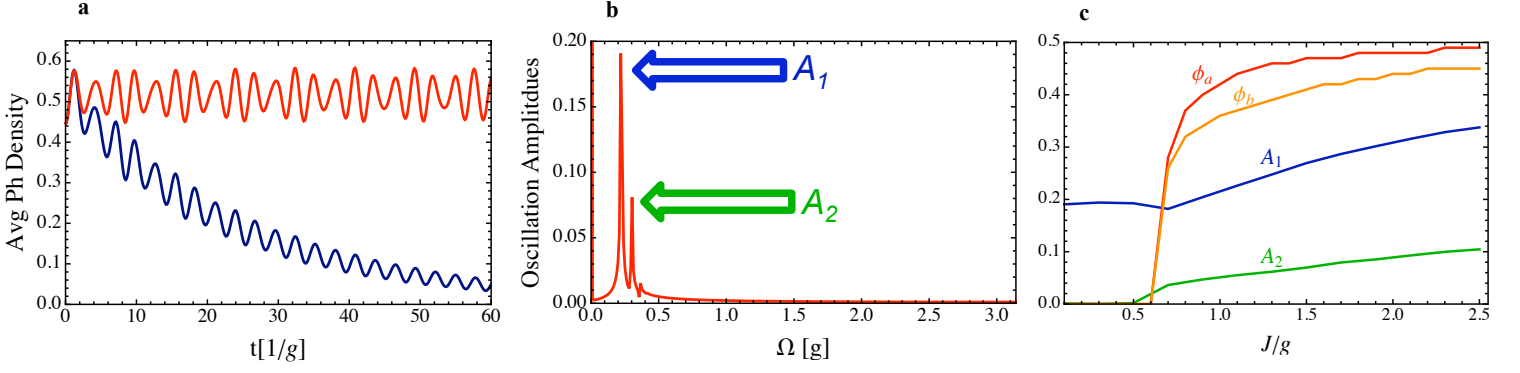 a
Avg Ph Density
0.6
0.5
0.4
0.3
0.2
0.1
0.0
0 10 20 30 40 50 60
t[1/g]
b
Oscillation Amplitdues
0.20
0.15
0.10
0.05
0.00
A1
A2
0.0 0.5 1.0 1.5 2.0 2.5 3.0
Ω [g]
c
0.5
0.4
0.3
0.2
0.1
0.0
ϕa
ϕb
A1
A2
0.5 1.0 1.5 2.0 2.5
J/g